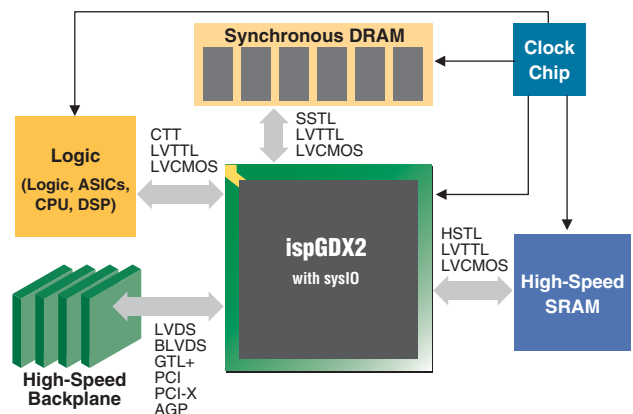 Synchronous DRAM
Clock
Chip
CTT
LVTTL
LVCMOS
SSTL
LVTTL
LVCMOS
Logic
(Logic, ASICs,
CPU, DSP)
ispGDX2
with sysIO
HSTL
LVTTL
LVCMOS
High-Speed
SRAM
LVDS
BLVDS
GTL+
PCI
PCI-X
AGP
High-Speed
Backplane